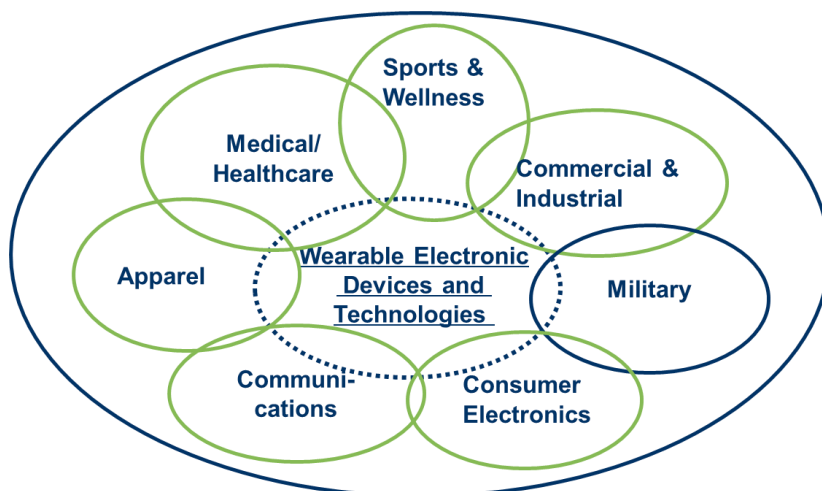 Sports &
Wellness
Medical/
Healthcare
Commercial &
Industrial
Apparel
Wearable Electronic
Devices and
Technologies
Military
Communi-
cations
Consumer
Electronics